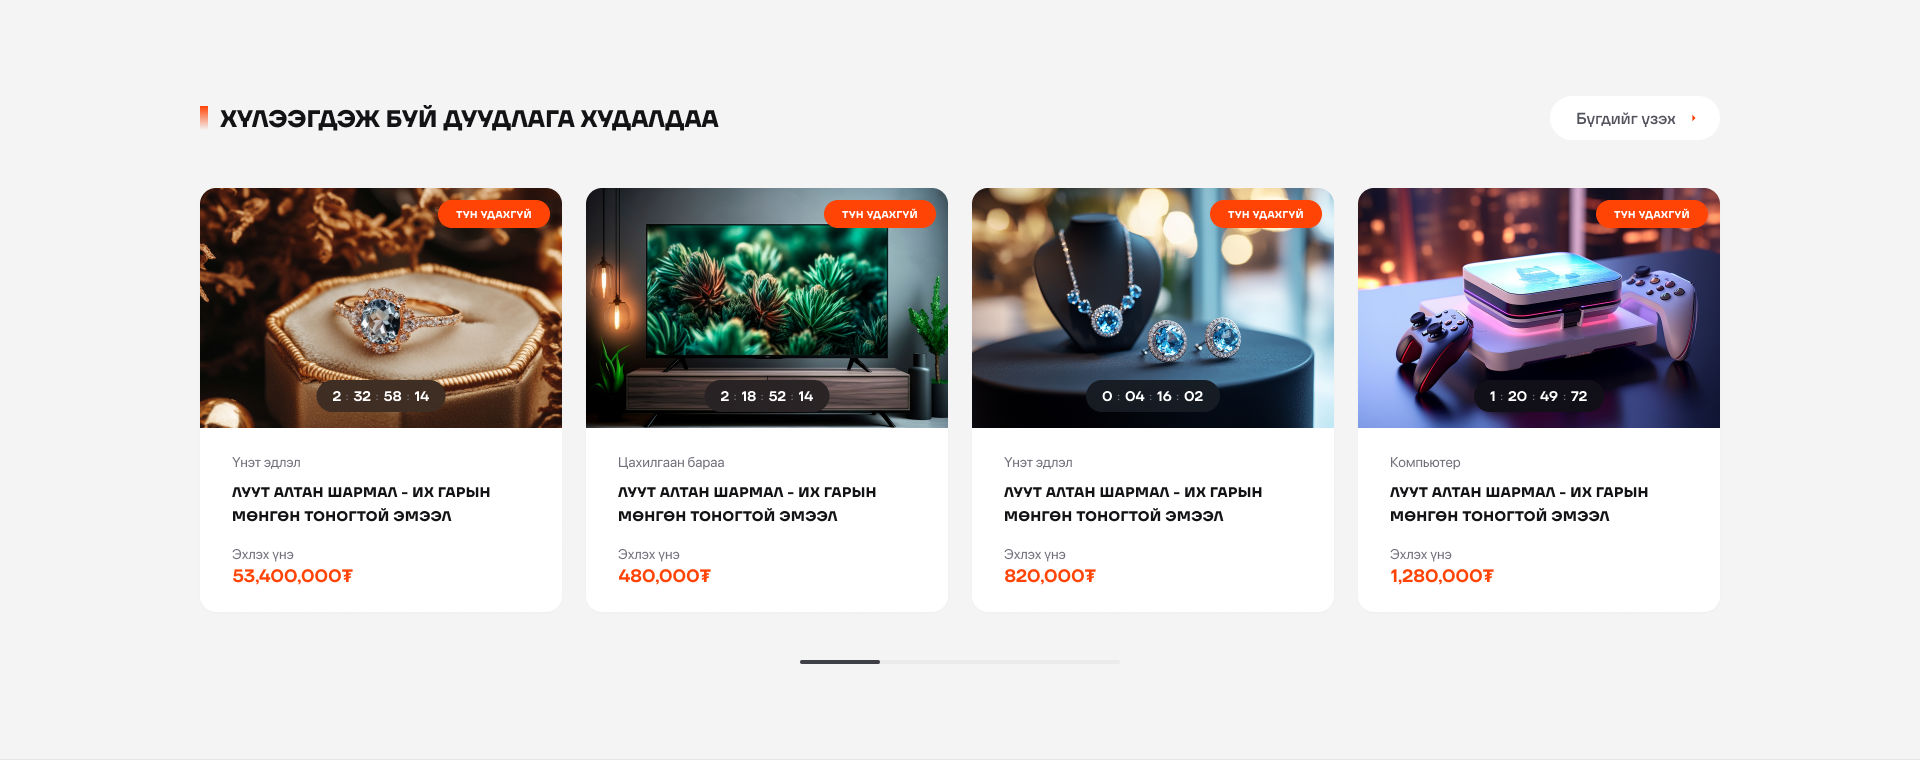 ХҮЛЭЭГДЭЖ БУЙ ДУУДЛАГА ХУДАЛДАА
Бүгдийг үзэх
ТУН УДАХГҮЙ
2 : 32 : 58 : 14
Үнэт эдлэл
ЛУУТ АЛТАН ШАРМАЛ - ИХ ГАРЫН
МӨНГӨН ТОНОГТОЙ ЭМЭЭЛ
Эхлэх үнэ
53,400,000₮
ТУН УДАХГҮЙ
2 : 18 : 52 : 14
Цахилгаан бараа
ЛУУТ АЛТАН ШАРМАЛ - ИХ ГАРЫН
МӨНГӨН ТОНОГТОЙ ЭМЭЭЛ
Эхлэх үнэ
480,000₮
ТУН УДАХГҮЙ
0 : 04 : 16 : 02
Үнэт эдлэл
ЛУУТ АЛТАН ШАРМАЛ - ИХ ГАРЫН
МӨНГӨН ТОНОГТОЙ ЭМЭЭЛ
Эхлэх үнэ
820,000₮
ТУН УДАХГҮЙ
1 : 20 : 49 : 72
Компьютер
ЛУУТ АЛТАН ШАРМАЛ - ИХ ГАРЫН
МӨНГӨН ТОНОГТОЙ ЭМЭЭЛ
Эхлэх үнэ
1,280,000₮